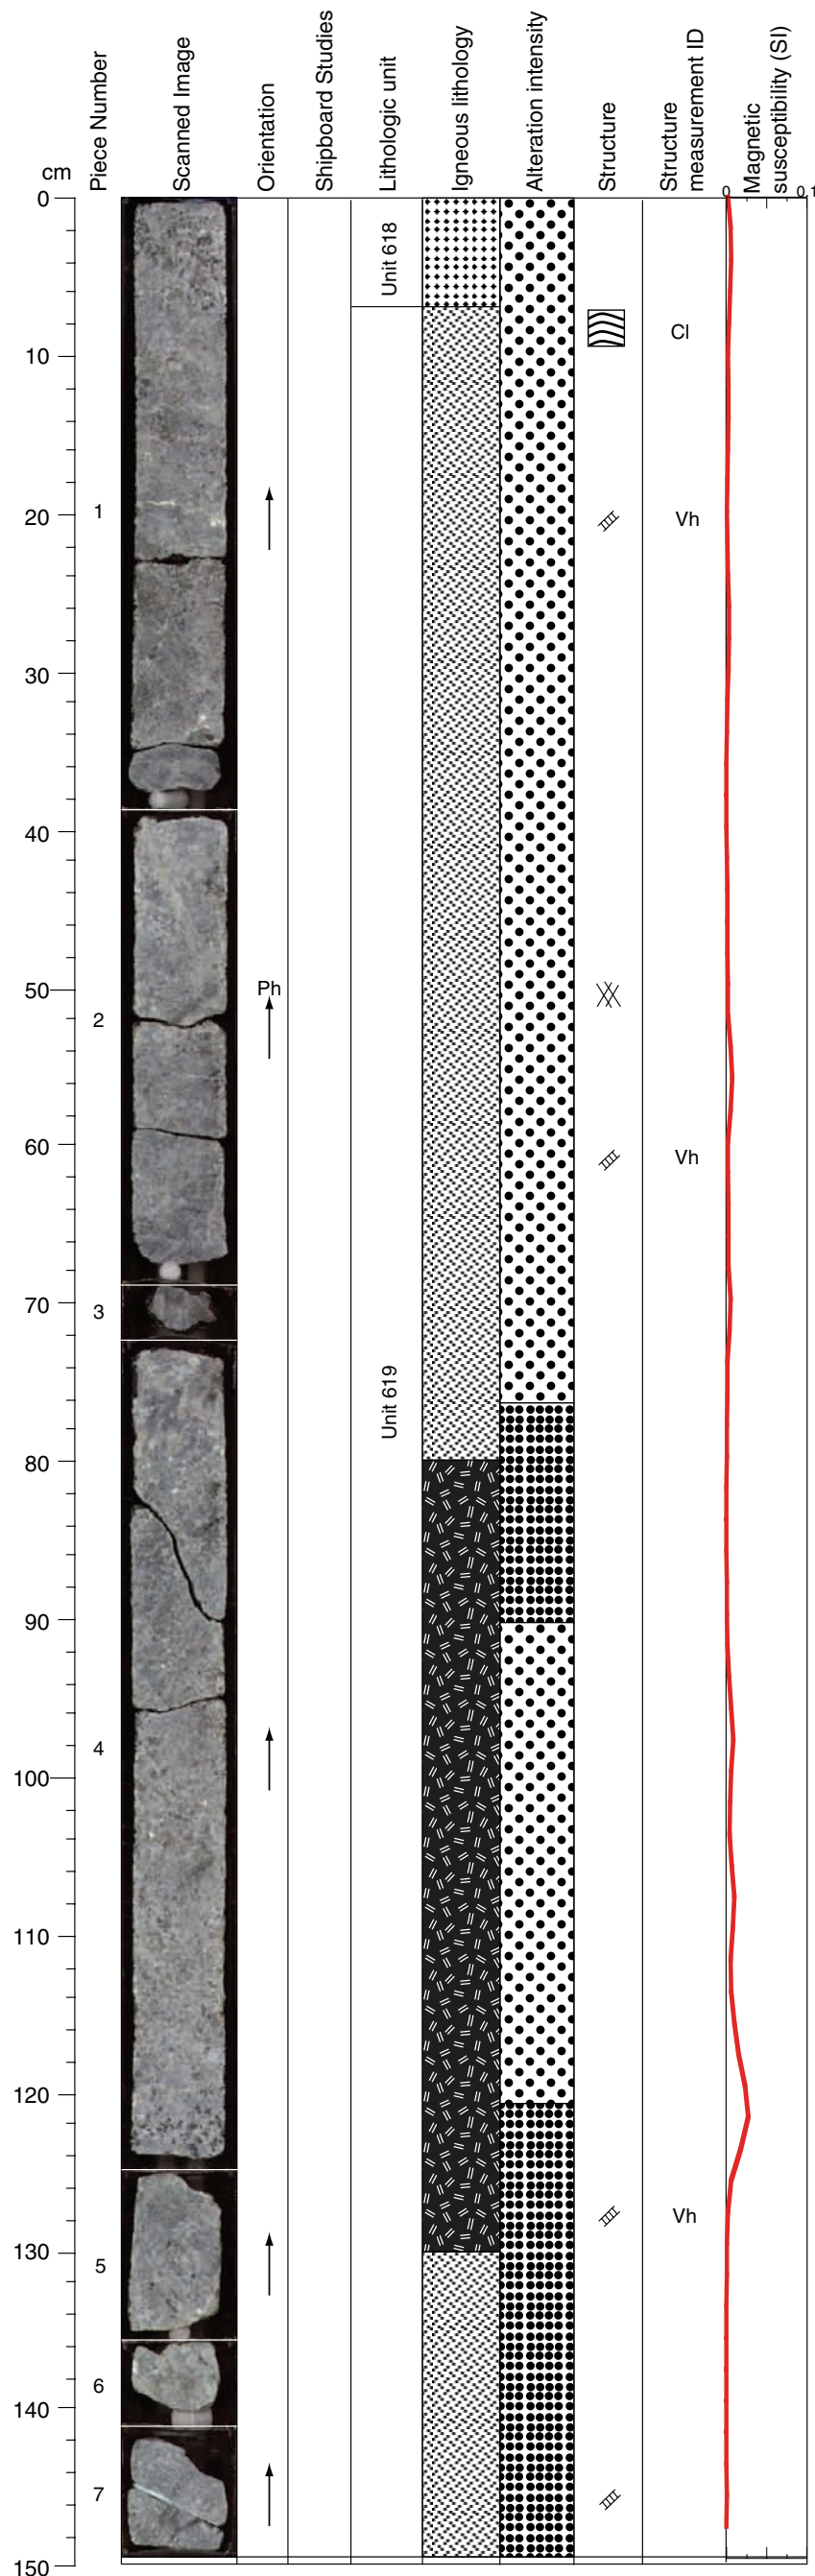 cm
Piece Number
Scanned Image
Orientation
Shipboard Studies
Lithologic unit
Igneous lithology
Alteration intensity
Structure
Structure
measurement ID
Magnetic
susceptibility (SI)
0 0.1
0
Unit 618
Cl
10
1
20
Vh
30
40
50
Ph
2
60
Vh
70
3
Unit 619
80
90
4
100
110
120
Vh
130
5
6
140
7
150